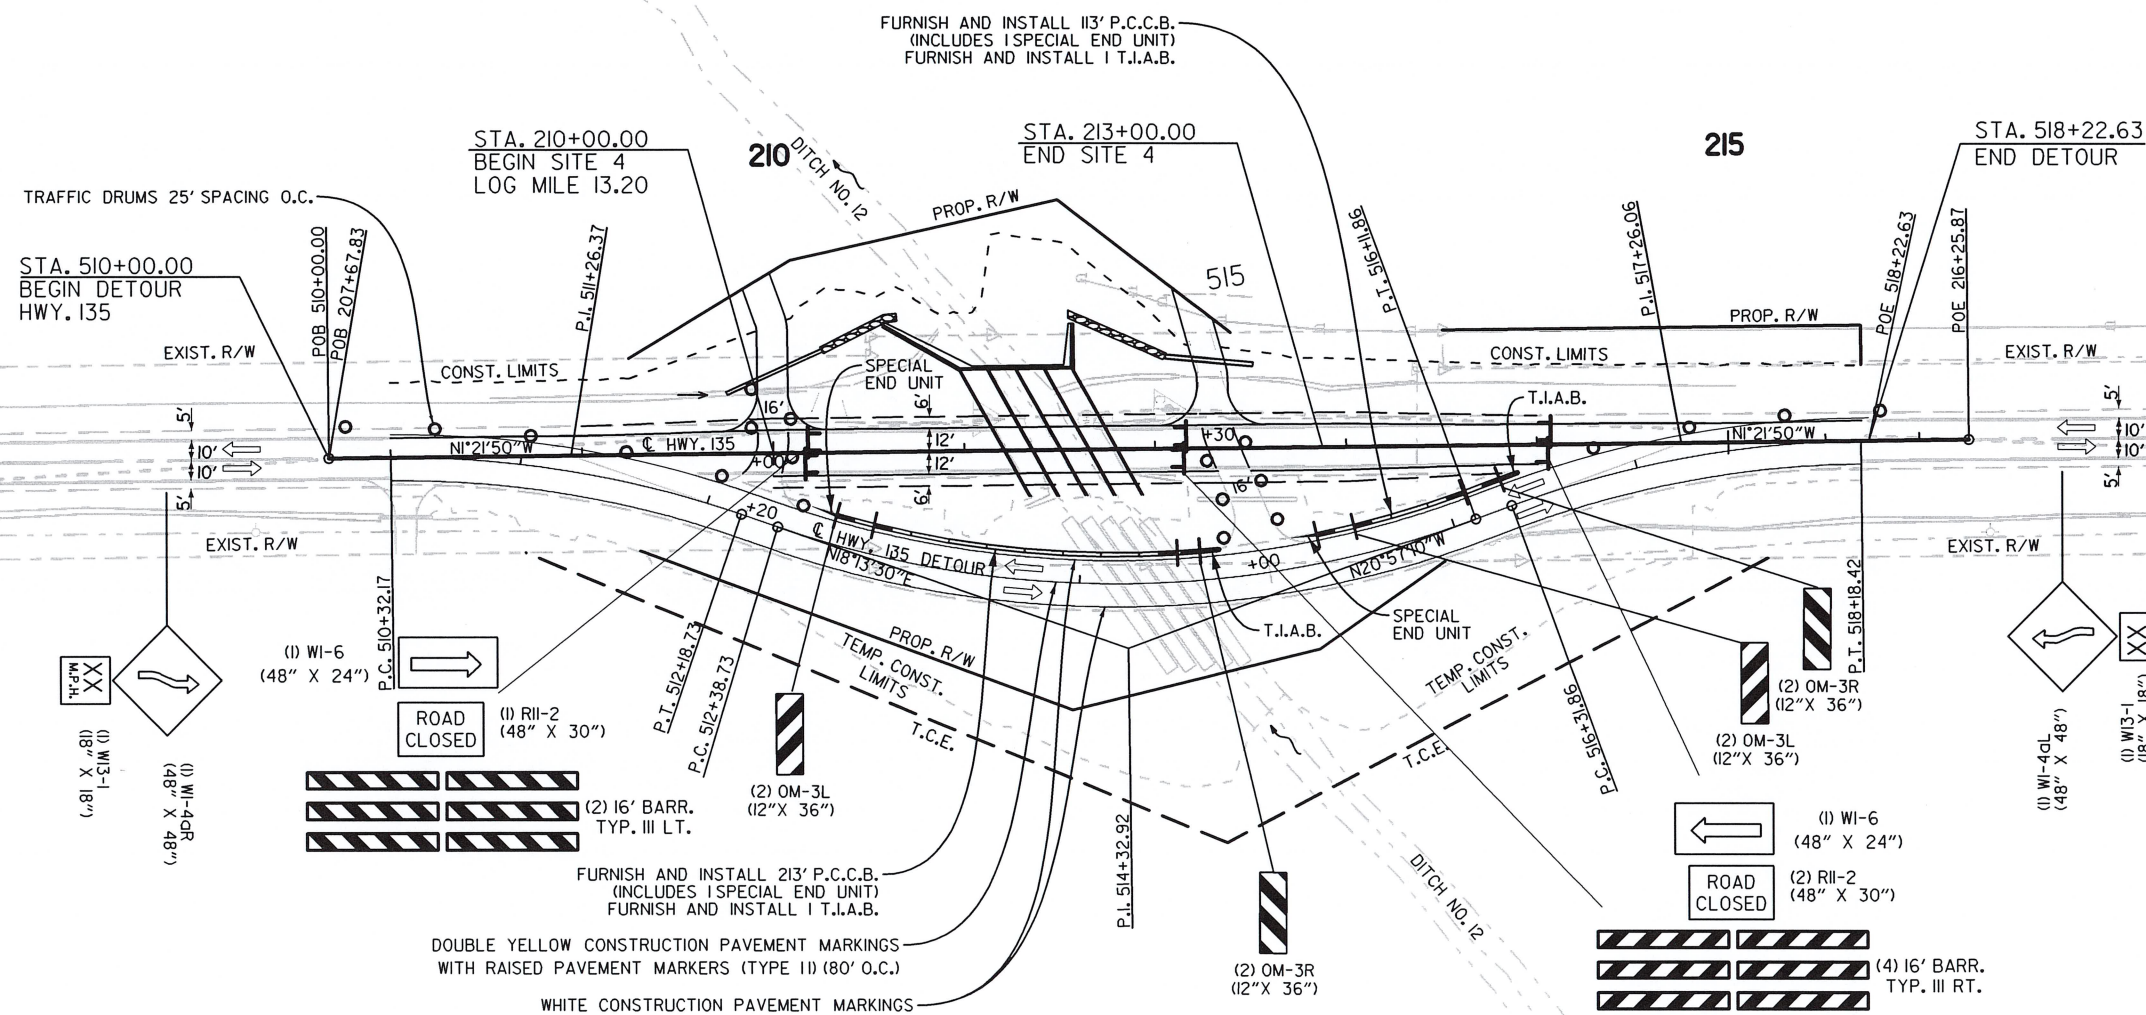 FURNISH AND INSTALL 113' P.C.C.B.
(INCLUDES 1 SPECIAL END UNIT)
FURNISH AND INSTALL 1 T.I.A.B.
STA. 210+00.00
BEGIN SITE 4
LOG MILE 13.20
210
DITCH NO. 12
STA. 213+00.00
END SITE 4
215
STA. 518+22.63
END DETOUR
TRAFFIC DRUMS 25' SPACING O.C.
STA. 510+00.00
BEGIN DETOUR
HWY. 135
POB 510+00.00
POB 207+67.83
P.I. 511+26.37
PROP. R/W
515
P.T. 516+11.86
P.I. 517+26.06
POE 518+22.63
POE 216+25.87
PROP. R/W
EXIST. R/W
CONST. LIMITS
SPECIAL
END UNIT
CONST. LIMITS
EXIST. R/W
T.I.A.B.
5'
10'
10'
5'
N1°21'50"W
℄ HWY. 135
16'
+00
6'
12'
12'
6'
+30
16'
N1°21'50"W
5'
10'
10'
5'
EXIST. R/W
+20
℄ HWY. 135 DETOUR
N18°13'30"E
+00
N20°57'10"W
EXIST. R/W
P.C. 510+32.17
P.T. 512+18.73
P.C. 512+38.73
PROP. R/W
TEMP. CONST.
LIMITS
T.C.E.
T.I.A.B.
SPECIAL
END UNIT
TEMP. CONST.
LIMITS
T.C.E.
P.C. 516+31.86
P.T. 518+18.42
XX
M.P.H.
(1) W13-1
(18" X 18")
(1) W1-4aR
(48" X 48")
(1) W1-6
(48" X 24")
ROAD
CLOSED
(1) R11-2
(48" X 30")
(2) 16' BARR.
TYP. III LT.
(2) OM-3L
(12"X 36")
P.I. 514+32.92
(2) OM-3R
(12"X 36")
DITCH NO. 12
(2) OM-3R
(12"X 36")
(2) OM-3L
(12"X 36")
(1) W1-4aL
(48" X 48")
XX
(1) W13-1
(18" X 18")
(1) W1-6
(48" X 24")
ROAD
CLOSED
(2) R11-2
(48" X 30")
(4) 16' BARR.
TYP. III RT.
FURNISH AND INSTALL 213' P.C.C.B.
(INCLUDES 1 SPECIAL END UNIT)
FURNISH AND INSTALL 1 T.I.A.B.
DOUBLE YELLOW CONSTRUCTION PAVEMENT MARKINGS
WITH RAISED PAVEMENT MARKERS (TYPE II) (80' O.C.)
WHITE CONSTRUCTION PAVEMENT MARKINGS